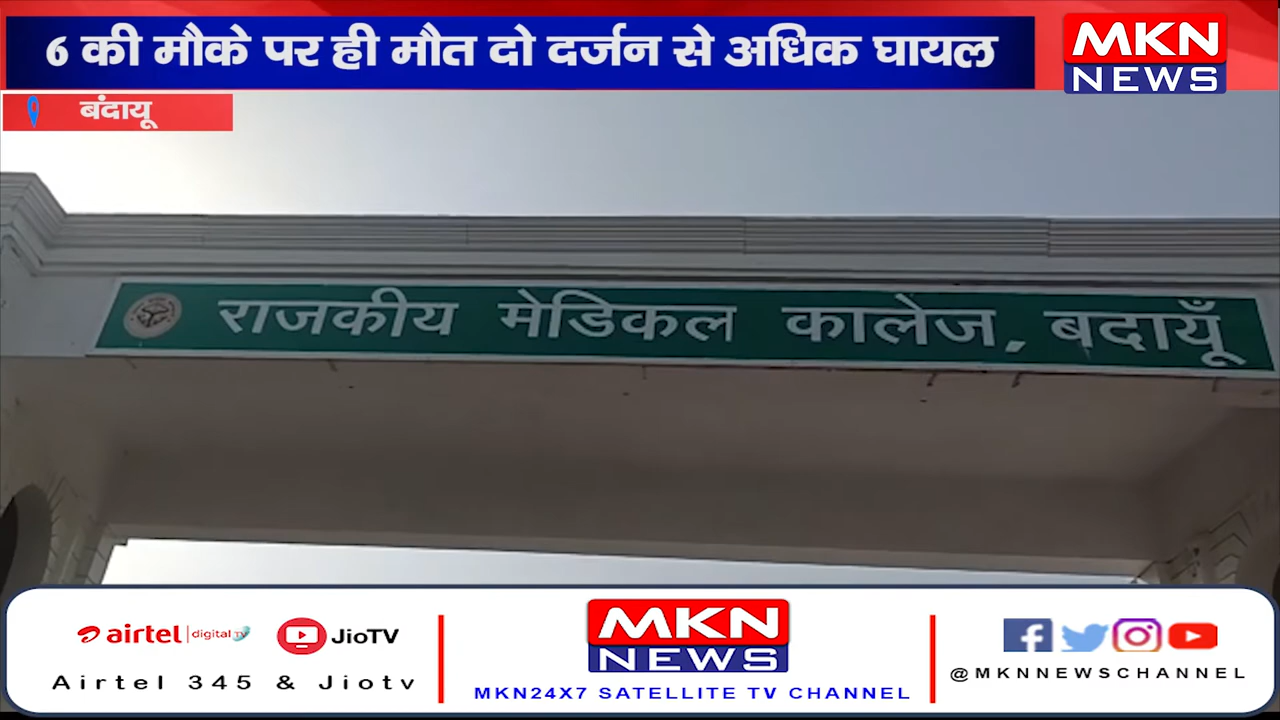 6 की मौके पर ही मौत दो दर्जन से अधिक घायल
MKN
NEWS
बंदायू
राजकीय मेडिकल कालेज, बदायूँ
airtel digital TV
JioTV
Airtel 345 & Jiotv
MKN
NEWS
MKN24X7 SATELLITE TV CHANNEL
@MKNNEWSCHANNEL